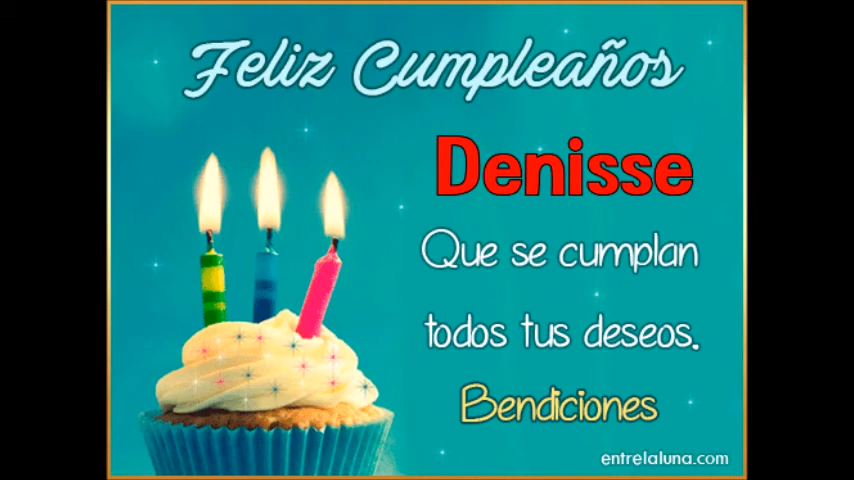 Feliz Cumpleaños
Denisse
Que se cumplan
todos tus deseos.
Bendiciones
entrelaluna.com